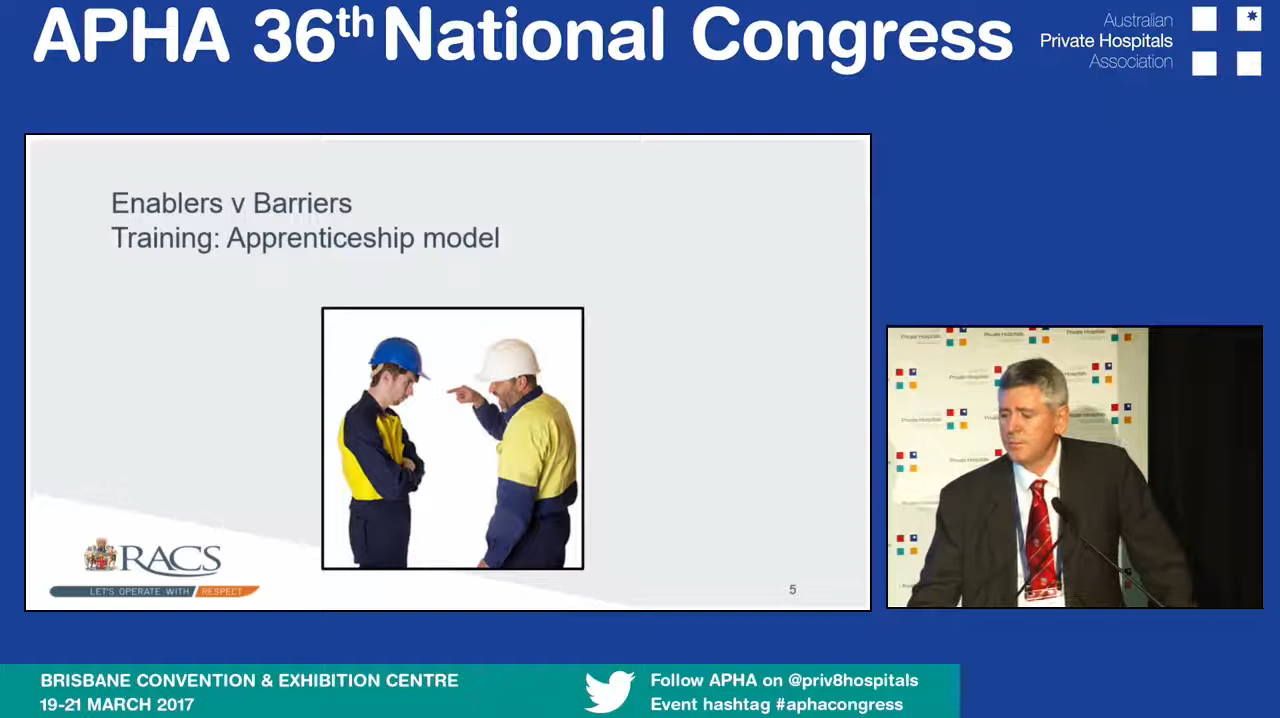 APHA 36th National Congress
Australian
Private Hospitals
Association
Enablers v Barriers
Training: Apprenticeship model
RACS
LET'S OPERATE WITH RESPECT
5
BRISBANE CONVENTION & EXHIBITION CENTRE
19-21 MARCH 2017
Follow APHA on @priv8hospitals
Event hashtag #aphacongress